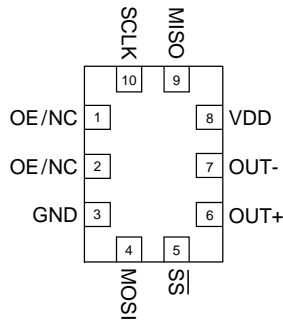 SCLK
MISO
10
9
OE/NC 1
8 VDD
OE/NC 2
7 OUT-
GND 3
6 OUT+
4
5
MOSI
S̅S̅